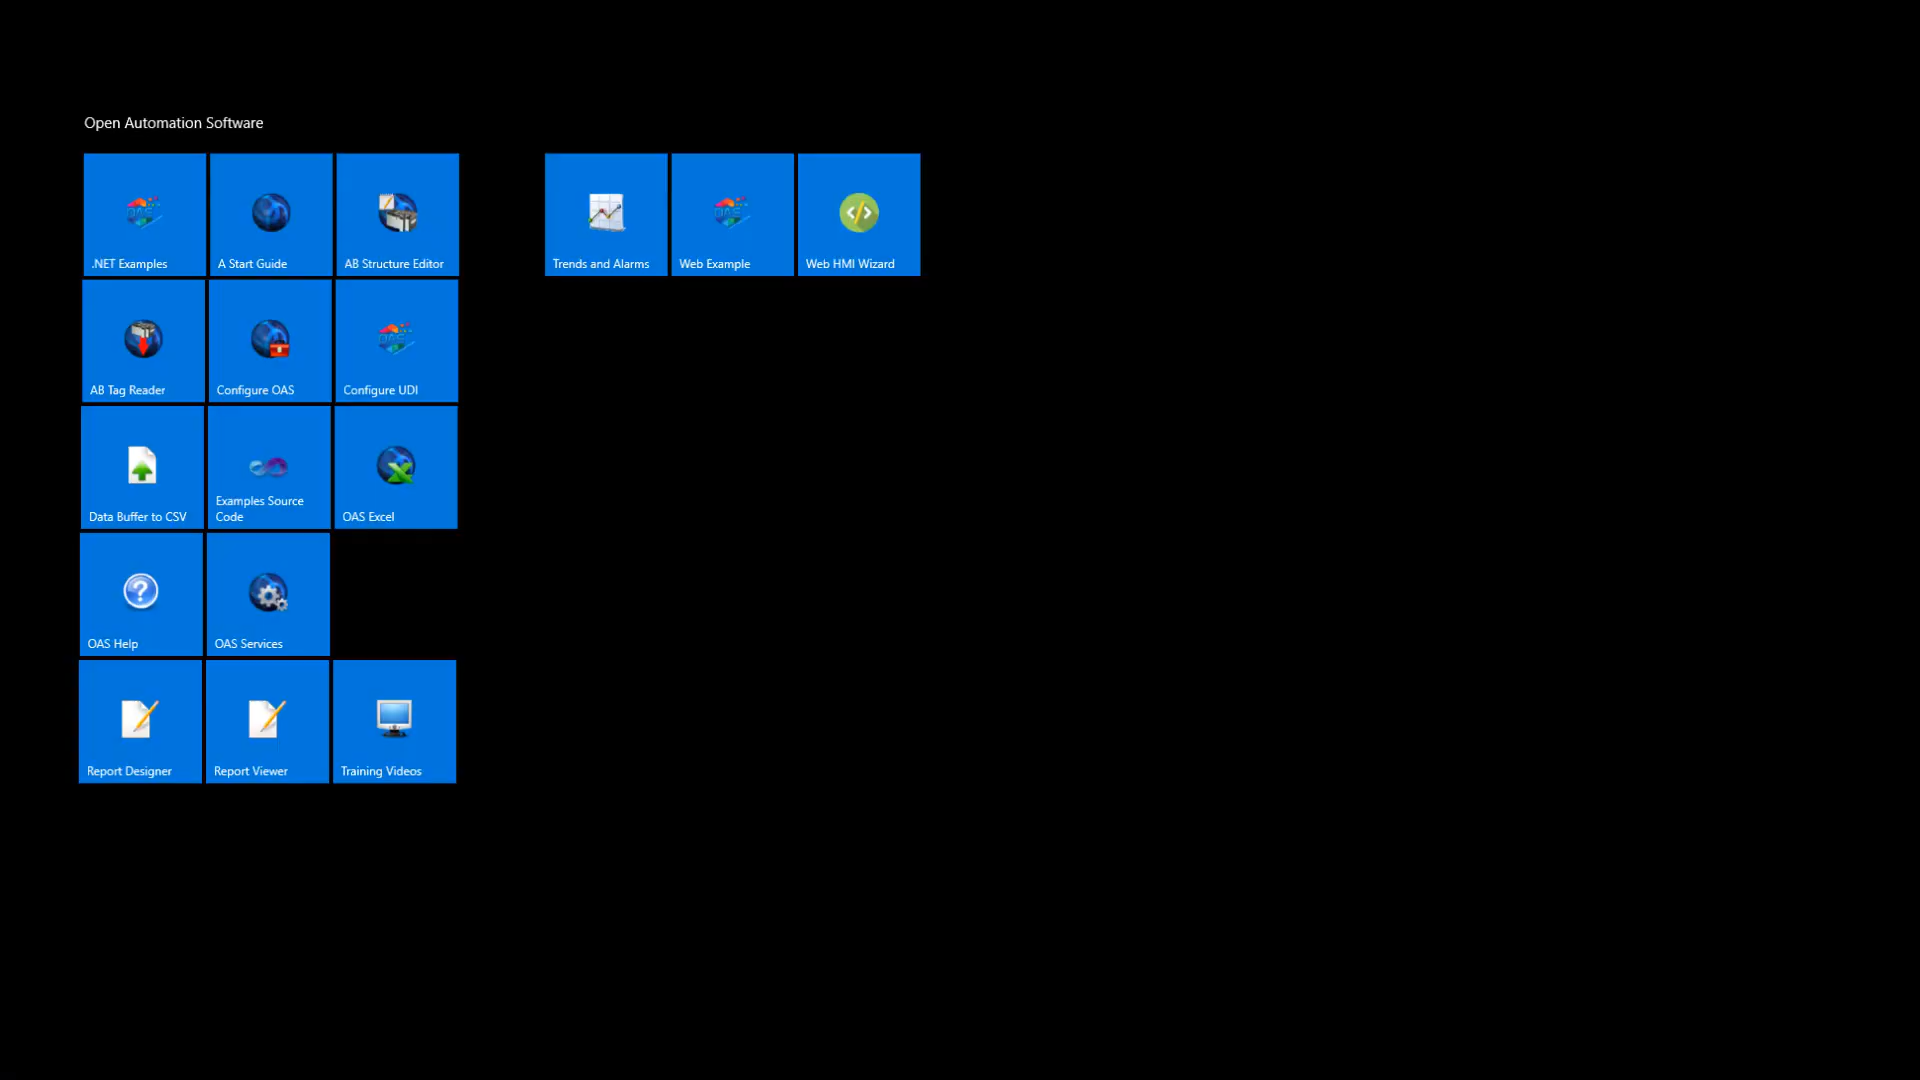 Open Automation Software
.NET Examples
A Start Guide
AB Structure Editor
Trends and Alarms
Web Example
Web HMI Wizard
AB Tag Reader
Configure OAS
Configure UDI
Data Buffer to CSV
Examples Source
Code
OAS Excel
OAS Help
OAS Services
Report Designer
Report Viewer
Training Videos